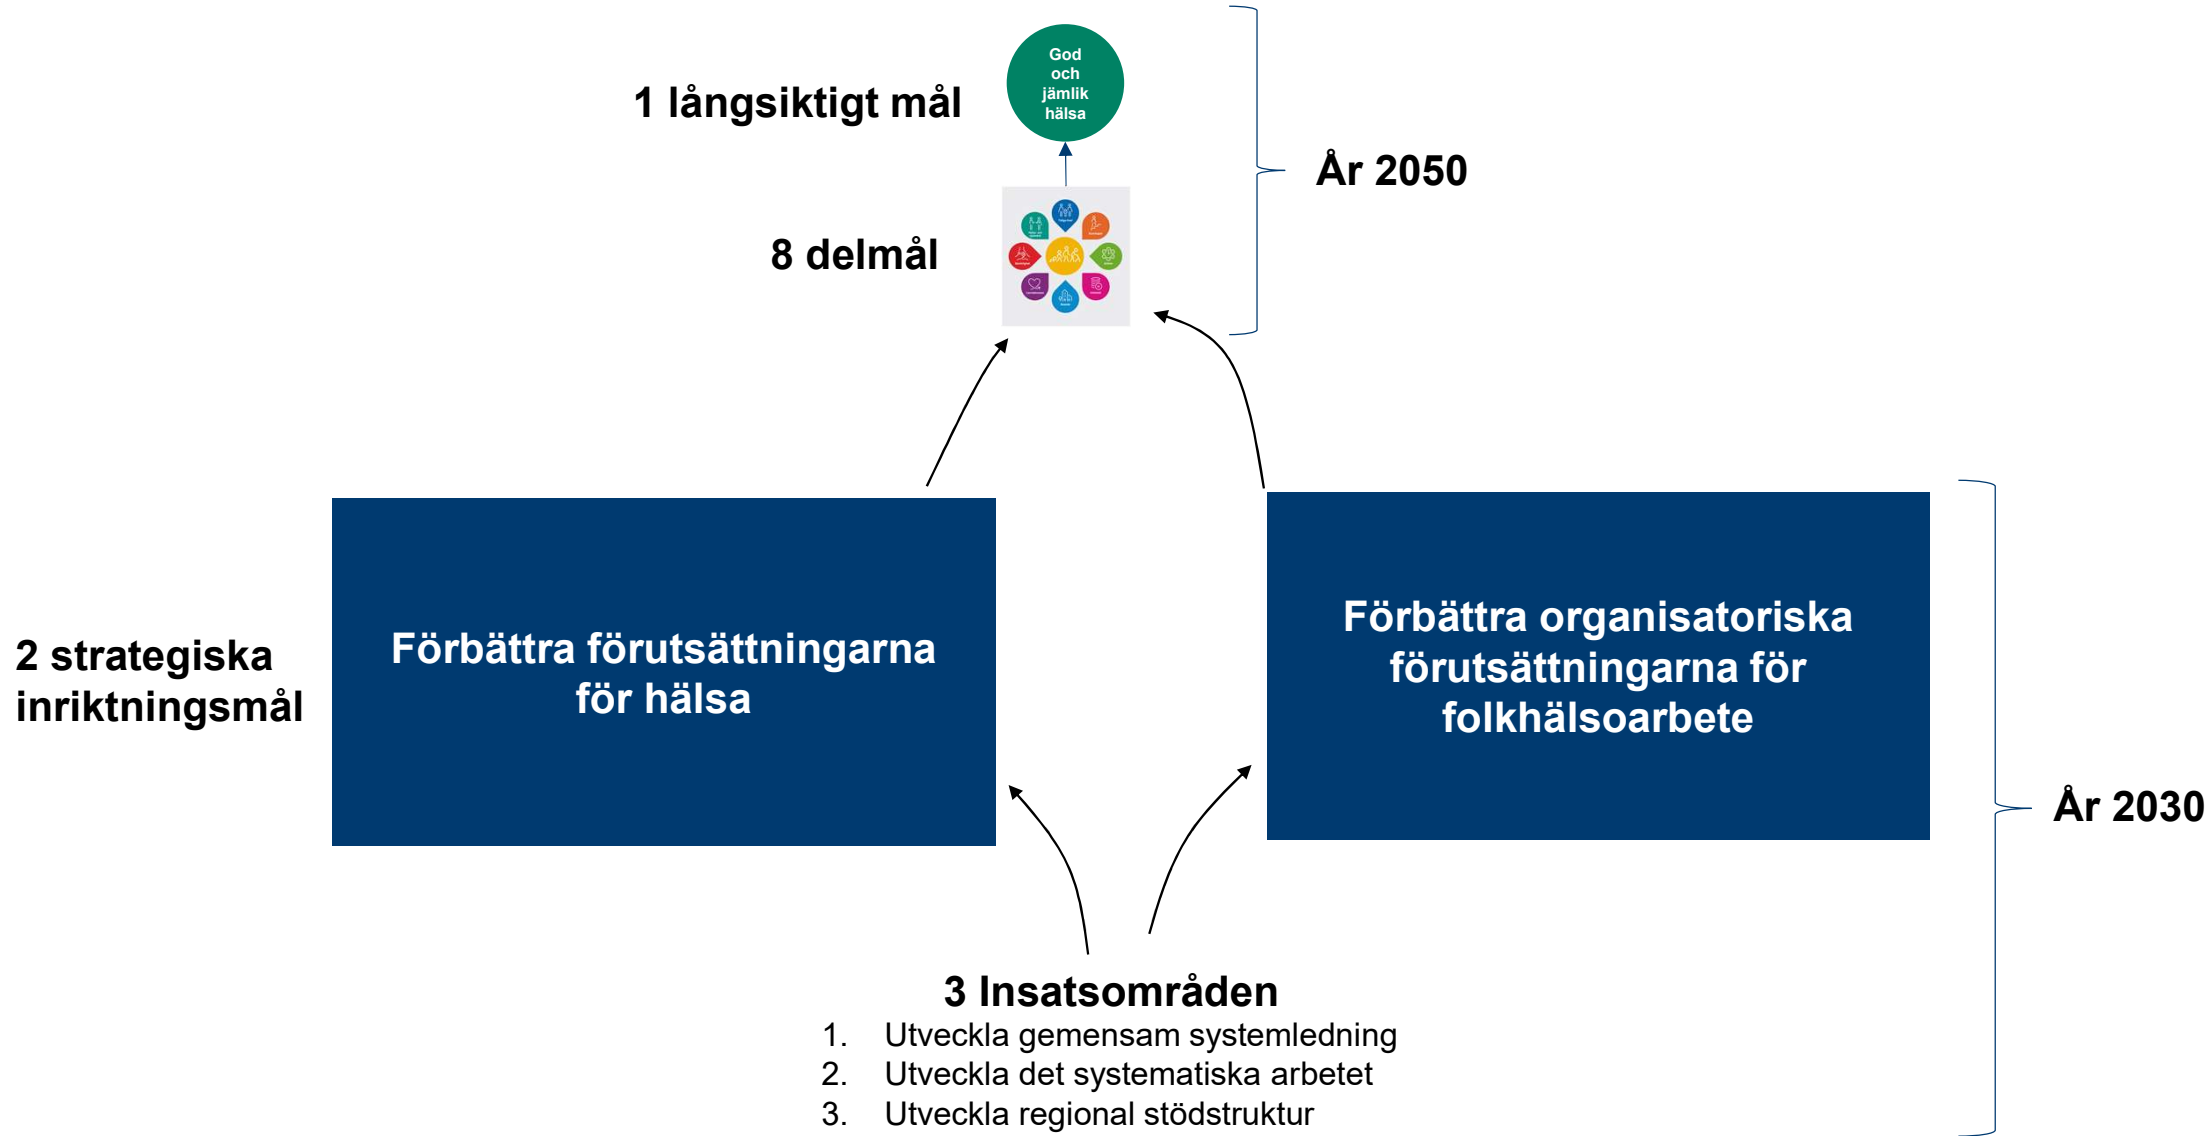 God
och
jämlik
hälsa
1 långsiktigt mål
År 2050
8 delmål
Förbättra förutsättningarna
för hälsa
Förbättra organisatoriska
förutsättningarna för
folkhälsoarbete
2 strategiska
inriktningsmål
År 2030
3 Insatsområden
1. Utveckla gemensam systemledning
2. Utveckla det systematiska arbetet
3. Utveckla regional stödstruktur